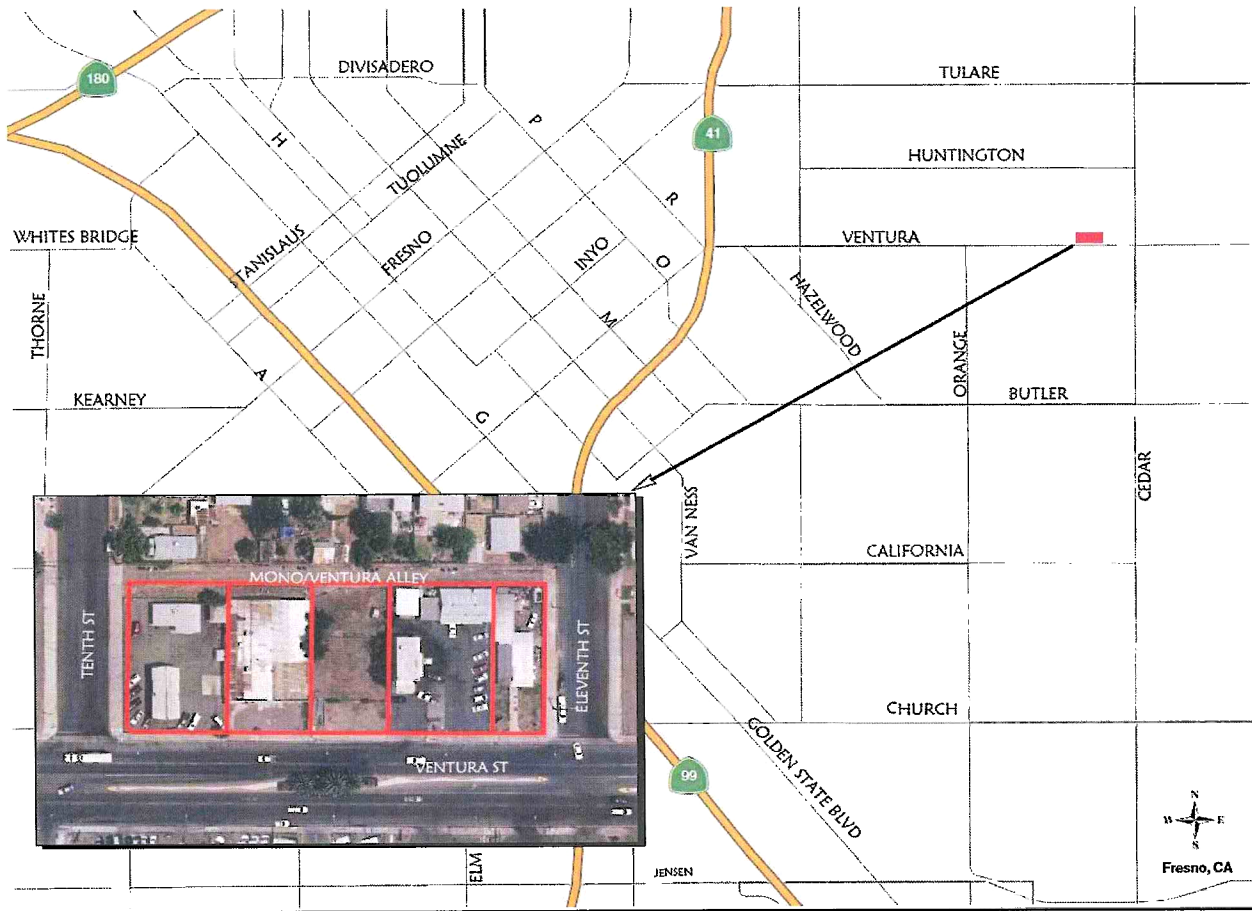 DIVISADERO
180
TULARE
P
41
H
HUNTINGTON
TUOLUMNE
R
WHITES BRIDGE
TANISLAUS
FRESNO
INYO
O
VENTURA
HAZELWOOD
THORNE
M
ORANGE
A
KEARNEY
G
BUTLER
CEDAR
VAN NESS
CALIFORNIA
MONO/VENTURA ALLEY
TENTH ST
ELEVENTH ST
CHURCH
GOLDEN STATE BLVD
VENTURA ST
99
N
W E
S
Fresno, CA
ELM
JENSEN